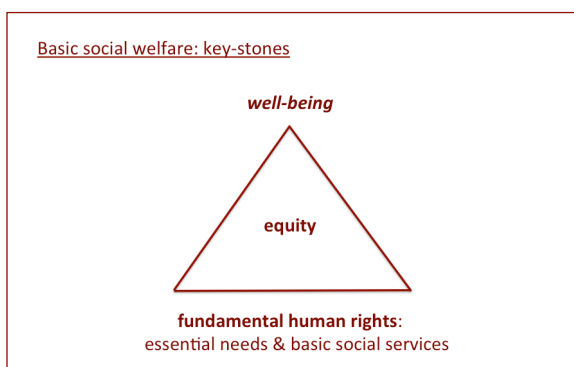 Basic social welfare: key-stones
well-being
equity
fundamental human rights:
essential needs & basic social services